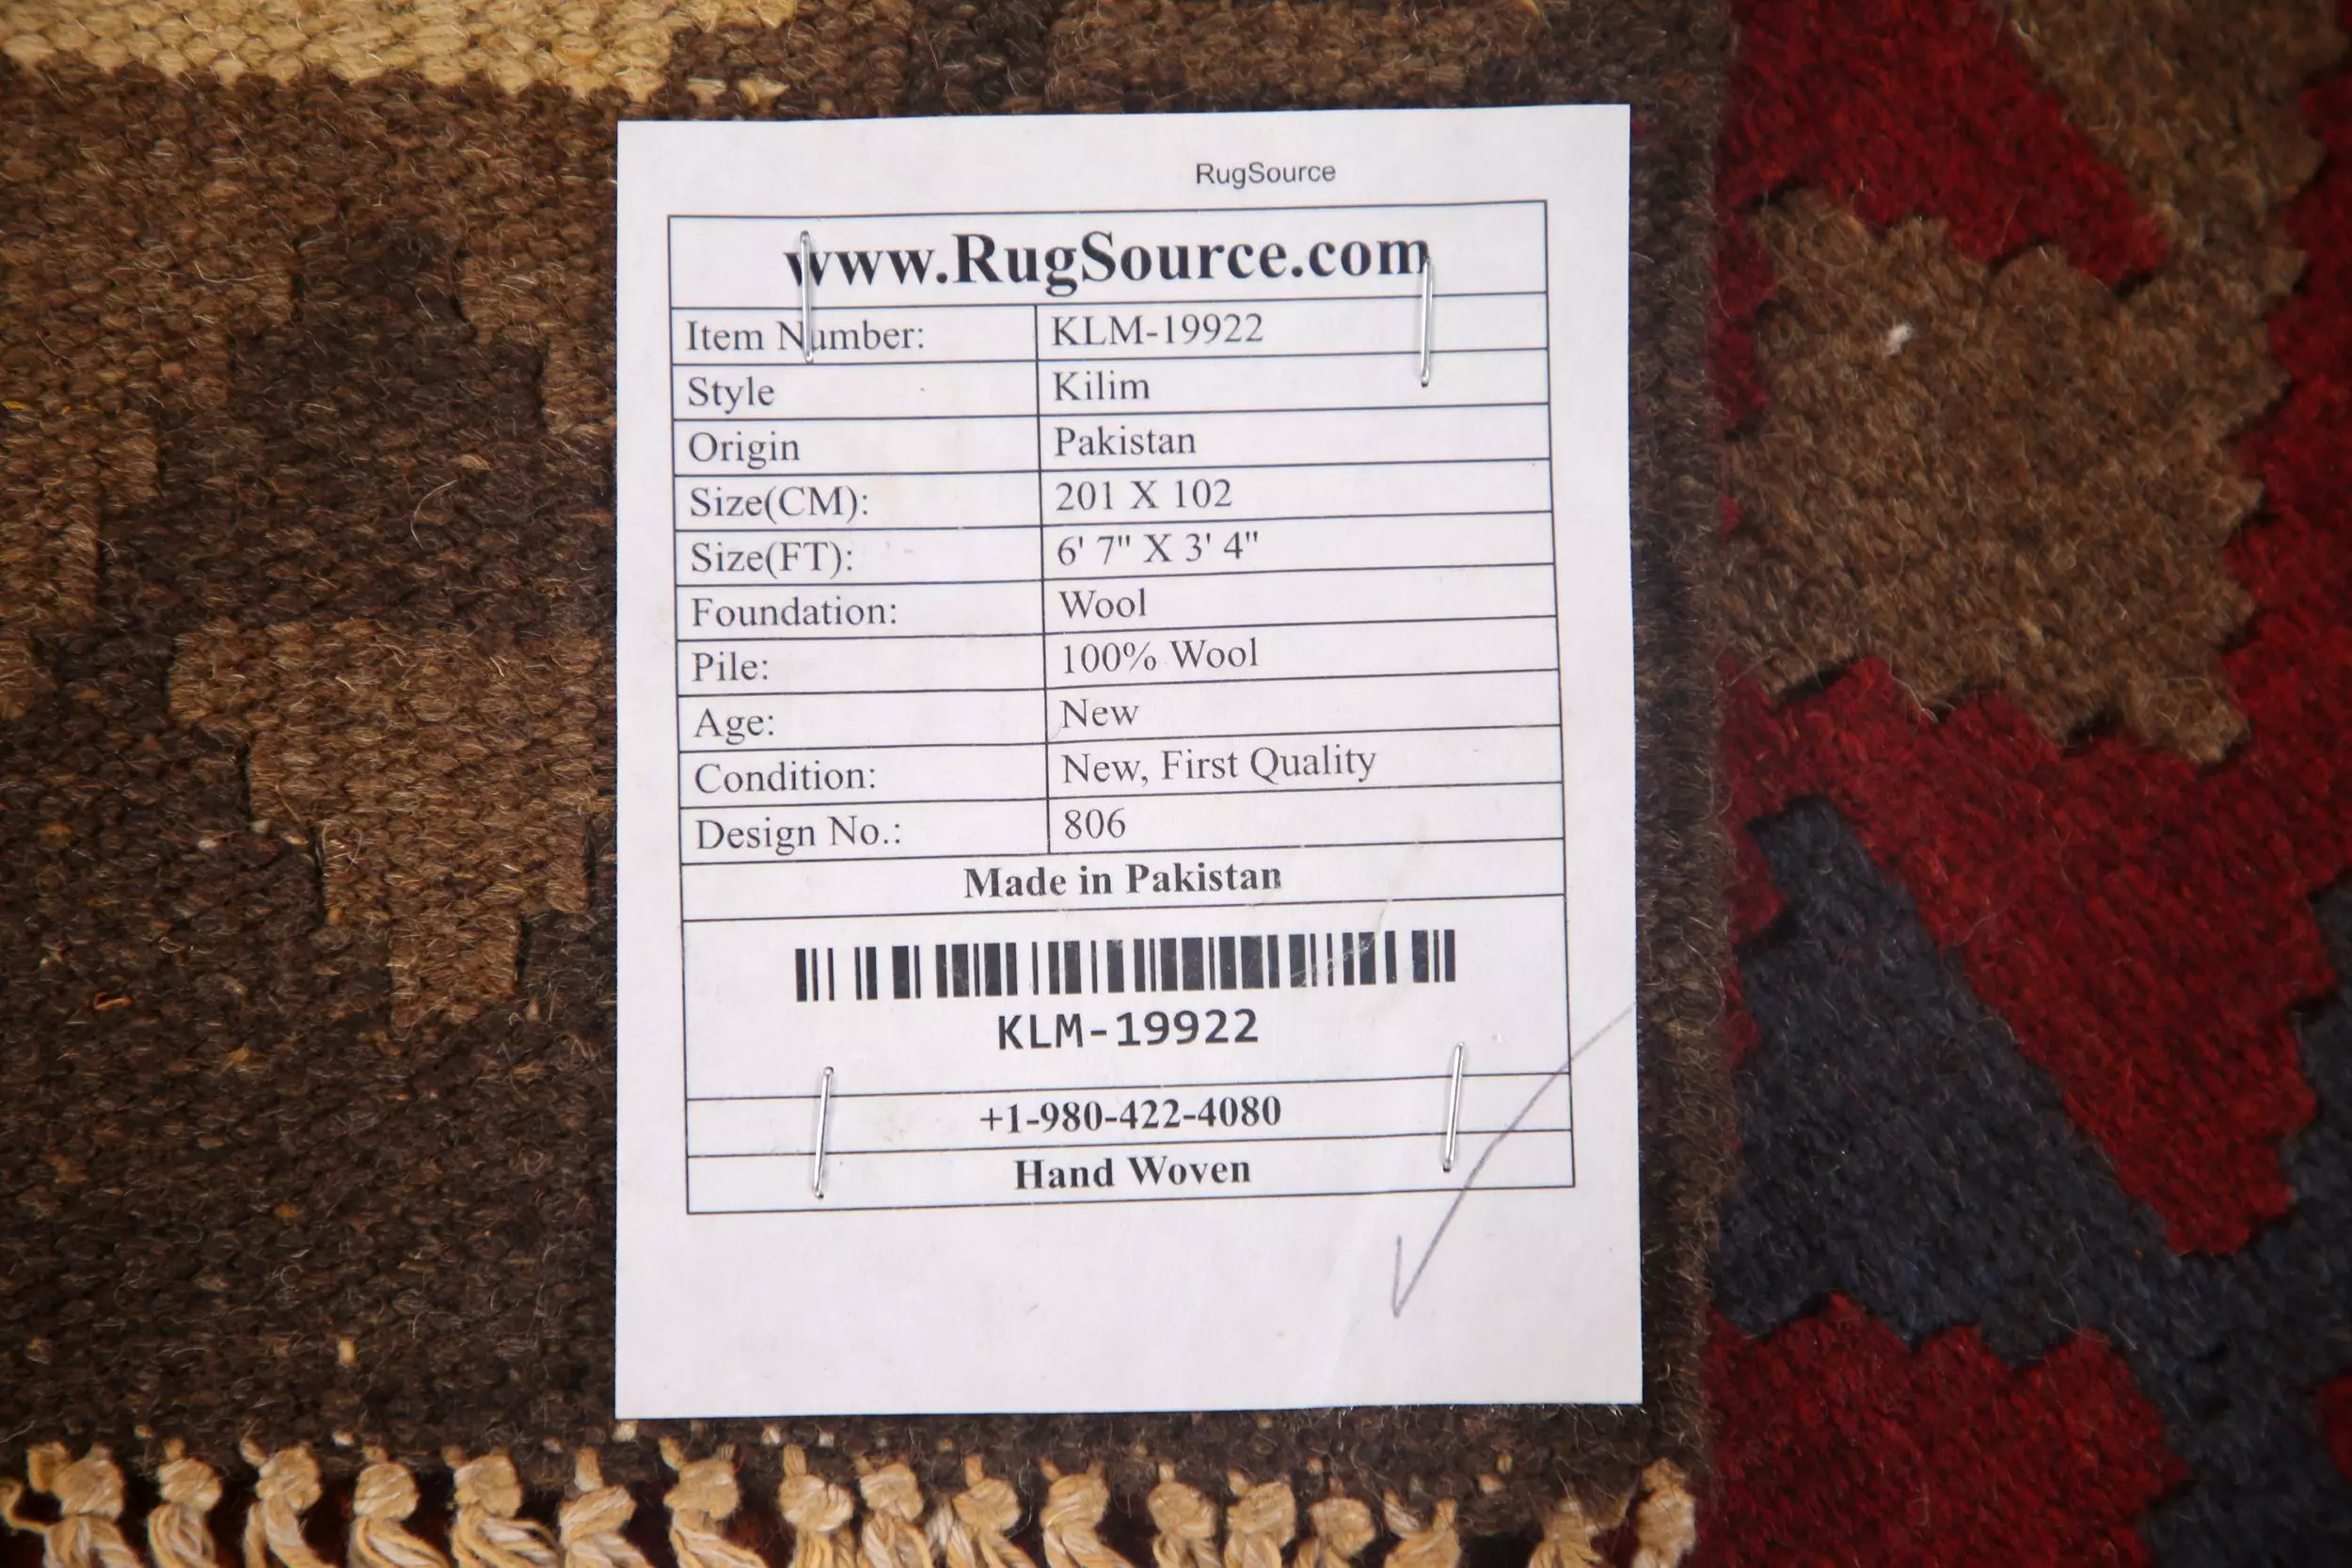 RugSource
www.RugSource.com
Item Number: KLM-19922
Style Kilim
Origin Pakistan
Size(CM): 201 X 102
Size(FT): 6' 7" X 3' 4"
Foundation: Wool
Pile: 100% Wool
Age: New
Condition: New, First Quality
Design No.: 806
Made in Pakistan
KLM-19922
+1-980-422-4080
Hand Woven